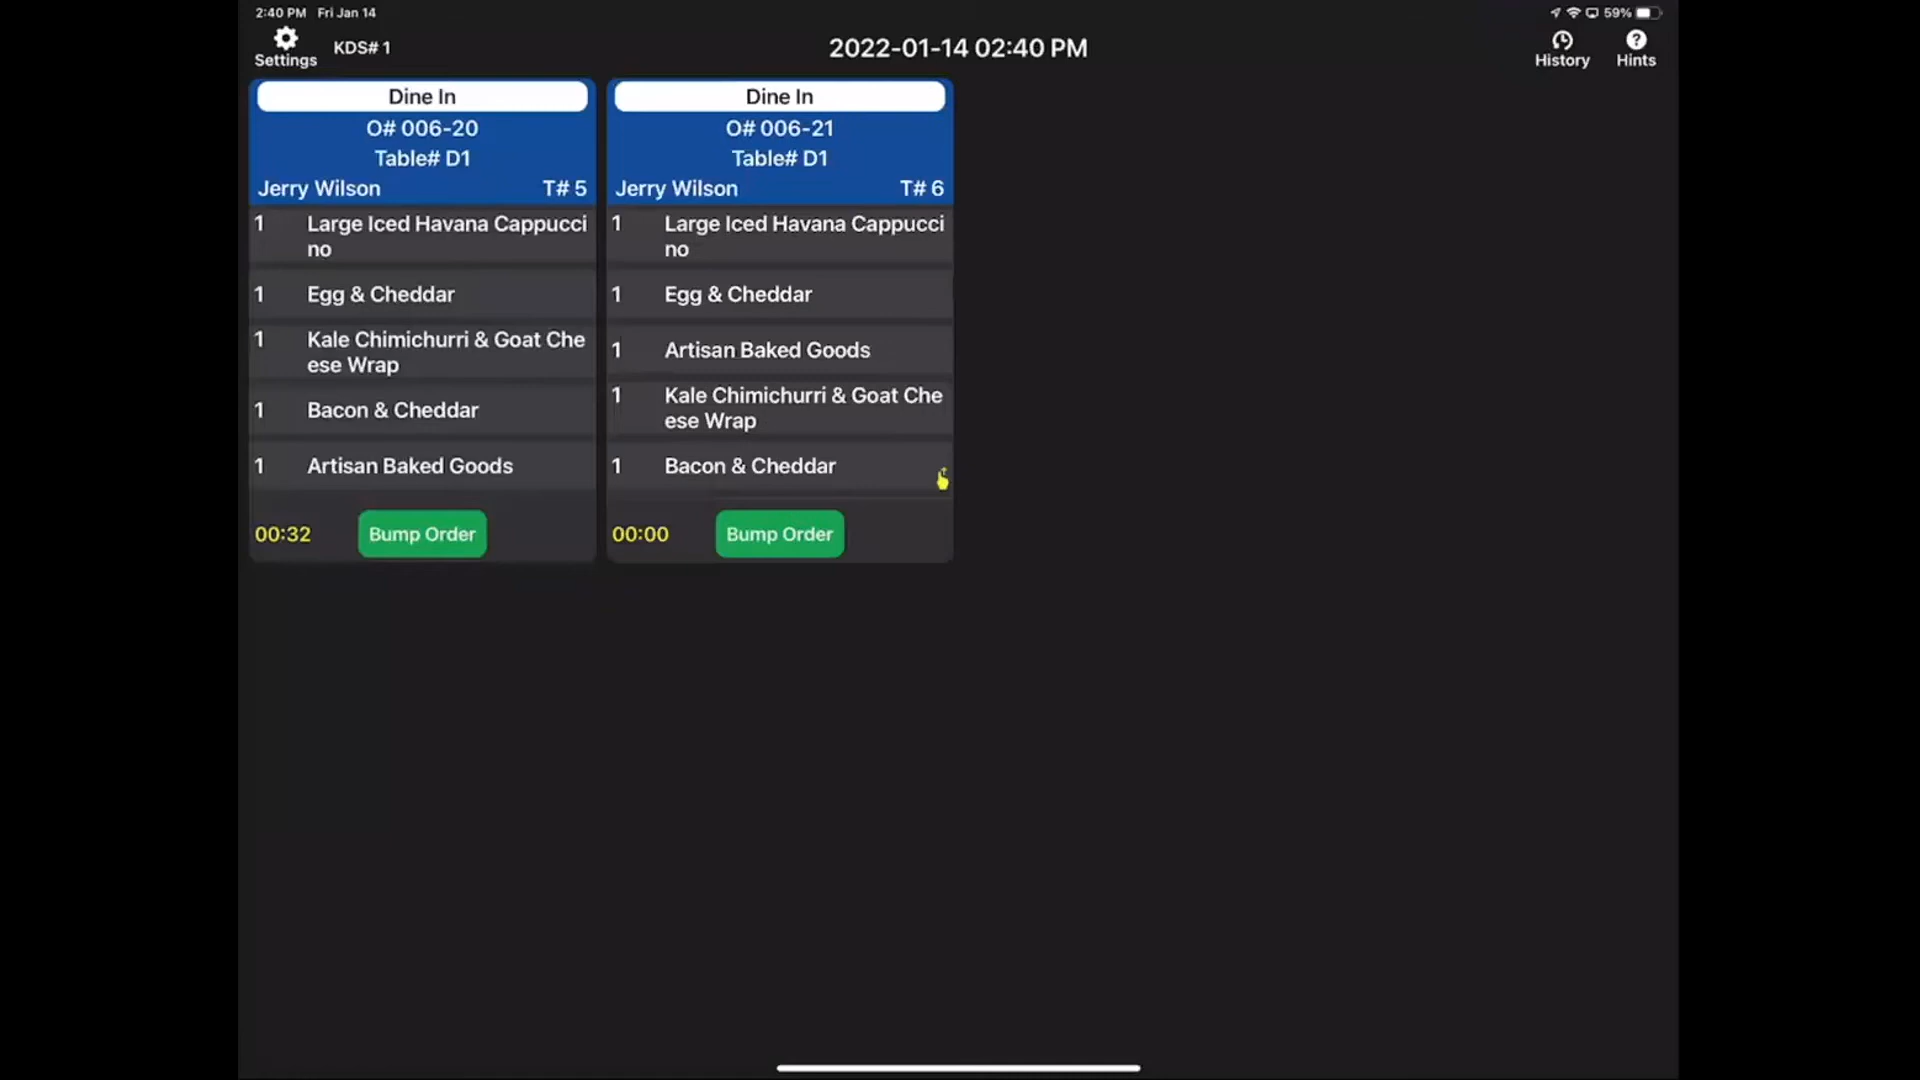 2:40 PM Fri Jan 14
59%
Settings
KDS# 1
2022-01-14 02:40 PM
History
Hints
Dine In
O# 006-20
Table# D1
Jerry Wilson T# 5
1 Large Iced Havana Cappucci
no
1 Egg & Cheddar
1 Kale Chimichurri & Goat Che
ese Wrap
1 Bacon & Cheddar
1 Artisan Baked Goods
00:32 Bump Order
Dine In
O# 006-21
Table# D1
Jerry Wilson T# 6
1 Large Iced Havana Cappucci
no
1 Egg & Cheddar
1 Artisan Baked Goods
1 Kale Chimichurri & Goat Che
ese Wrap
1 Bacon & Cheddar
00:00 Bump Order